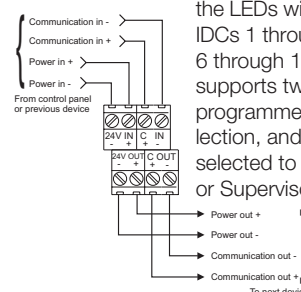 Communication in -
Communication in +
Power in +
Power in -
From control panel
or previous device
24V IN C IN
- + + -
24V OUT C OUT
- + + -
Power out +
Power out -
Communication out -
Communication out +
To next devic
the LEDs wi
IDCs 1 throu
6 through 1
supports tw
programme
lection, and
selected to
or Superviso